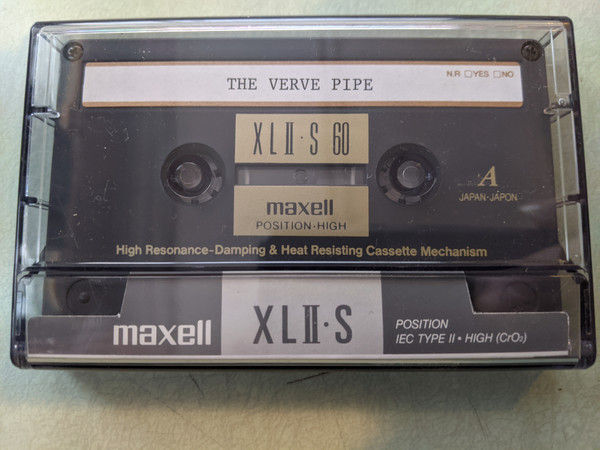 THE VERVE PIPE
N.R □YES □NO
XLⅡ·S 60
maxell
POSITION·HIGH
A
JAPAN·JAPON
High Resonance-Damping & Heat Resisting Cassette Mechanism
maxell
XLⅡ·S
POSITION
IEC TYPE II • HIGH (CrO₂)